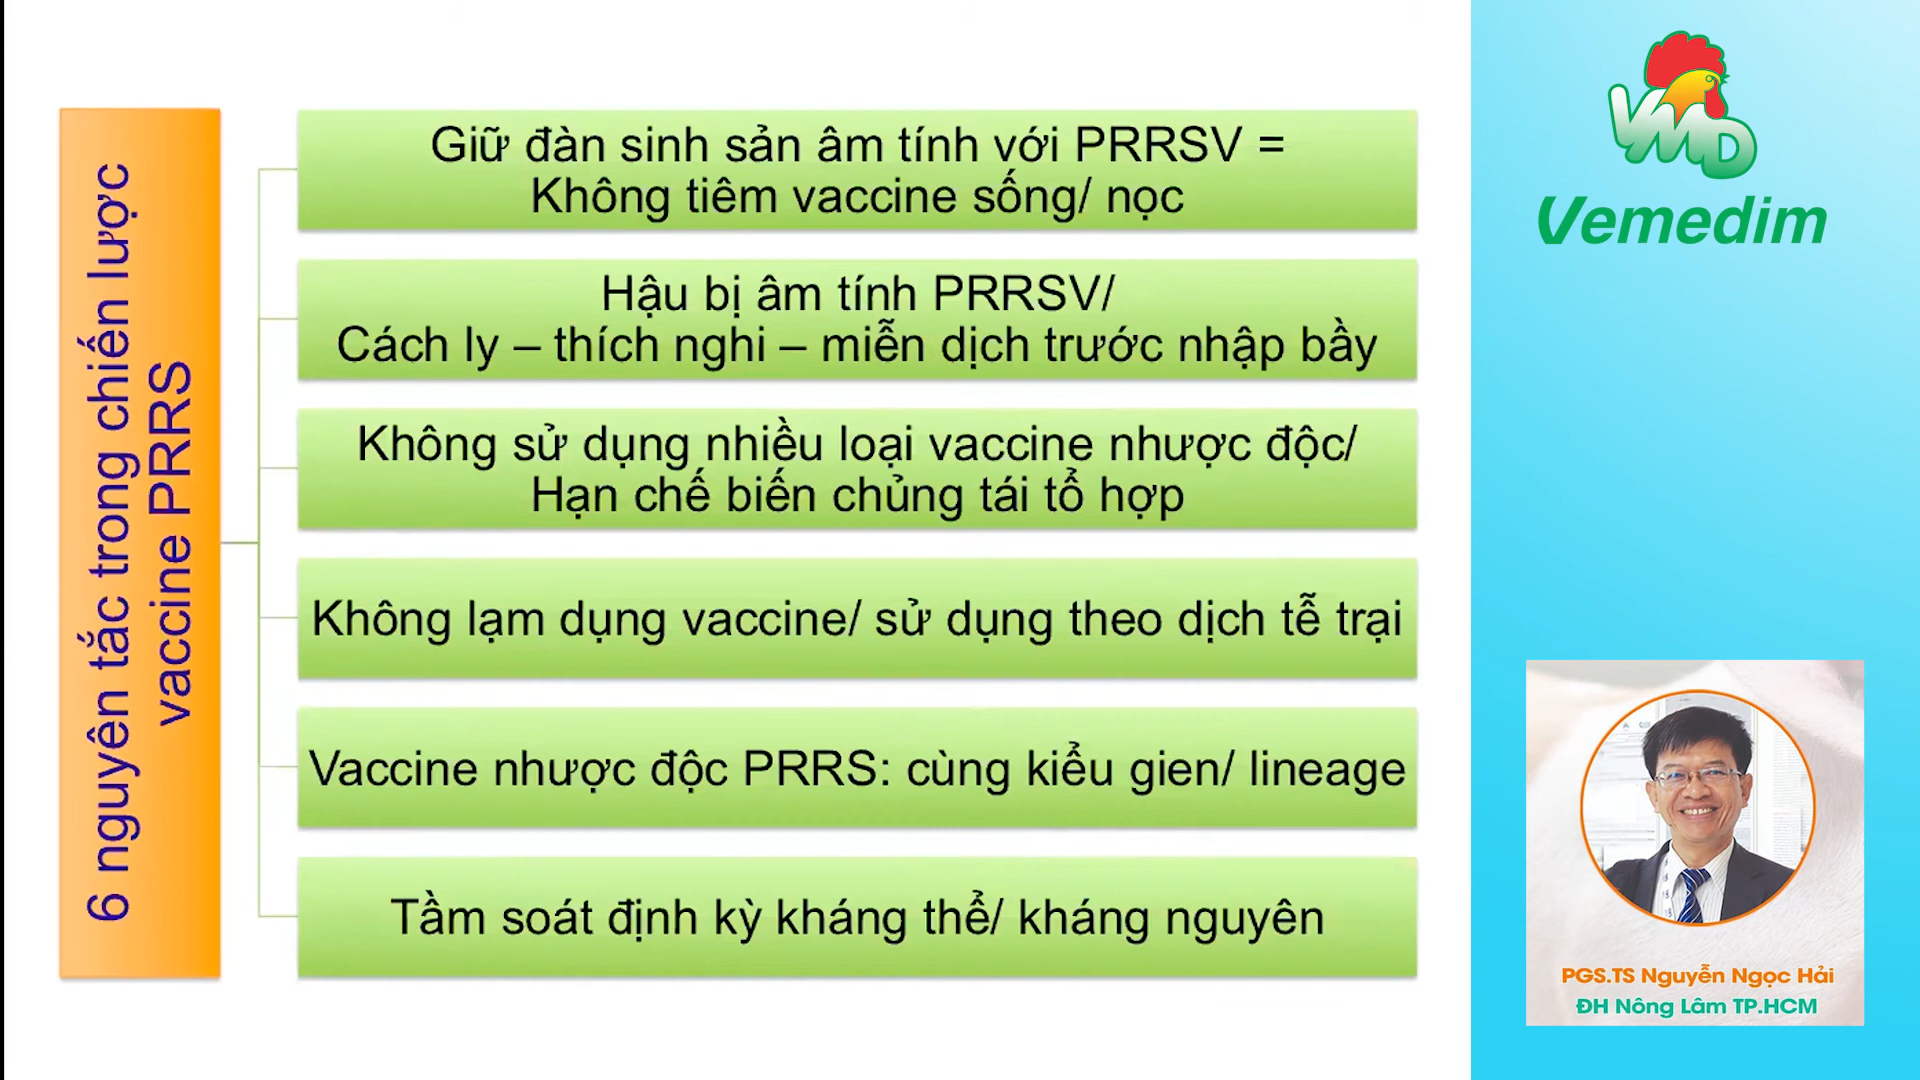 6 nguyên tắc trong chiến lược
vaccine PRRS
Giữ đàn sinh sản âm tính với PRRSV =
Không tiêm vaccine sống/ nọc
Hậu bị âm tính PRRSV/
Cách ly – thích nghi – miễn dịch trước nhập bầy
Không sử dụng nhiều loại vaccine nhược độc/
Hạn chế biến chủng tái tổ hợp
Không lạm dụng vaccine/ sử dụng theo dịch tễ trại
Vaccine nhược độc PRRS: cùng kiểu gien/ lineage
Tầm soát định kỳ kháng thể/ kháng nguyên
VMD
Vemedim
PGS.TS Nguyễn Ngọc Hải
ĐH Nông Lâm TP.HCM